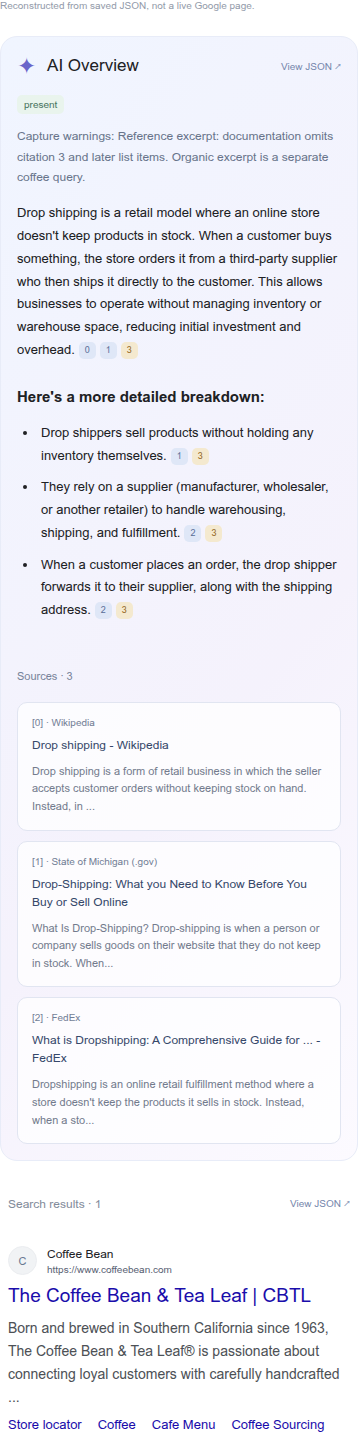 Reconstructed from saved JSON, not a live Google page.
AI Overview
View JSON ↗
present
Capture warnings: Reference excerpt: documentation omits
citation 3 and later list items. Organic excerpt is a separate
coffee query.
Drop shipping is a retail model where an online store
doesn't keep products in stock. When a customer buys
something, the store orders it from a third-party supplier
who then ships it directly to the customer. This allows
businesses to operate without managing inventory or
warehouse space, reducing initial investment and
overhead. 0 1 3
Here's a more detailed breakdown:
• Drop shippers sell products without holding any
inventory themselves. 1 3
• They rely on a supplier (manufacturer, wholesaler,
or another retailer) to handle warehousing,
shipping, and fulfillment. 2 3
• When a customer places an order, the drop shipper
forwards it to their supplier, along with the shipping
address. 2 3
Sources · 3
[0] · Wikipedia
Drop shipping - Wikipedia
Drop shipping is a form of retail business in which the seller
accepts customer orders without keeping stock on hand.
Instead, in ...
[1] · State of Michigan (.gov)
Drop-Shipping: What you Need to Know Before You
Buy or Sell Online
What Is Drop-Shipping? Drop-shipping is when a person or
company sells goods on their website that they do not keep
in stock. When...
[2] · FedEx
What is Dropshipping: A Comprehensive Guide for ... -
FedEx
Dropshipping is an online retail fulfillment method where a
store doesn't keep the products it sells in stock. Instead,
when a sto...
Search results · 1
View JSON ↗
C
Coffee Bean
https://www.coffeebean.com
The Coffee Bean & Tea Leaf | CBTL
Born and brewed in Southern California since 1963,
The Coffee Bean & Tea Leaf® is passionate about
connecting loyal customers with carefully handcrafted
...
Store locator Coffee Cafe Menu Coffee Sourcing